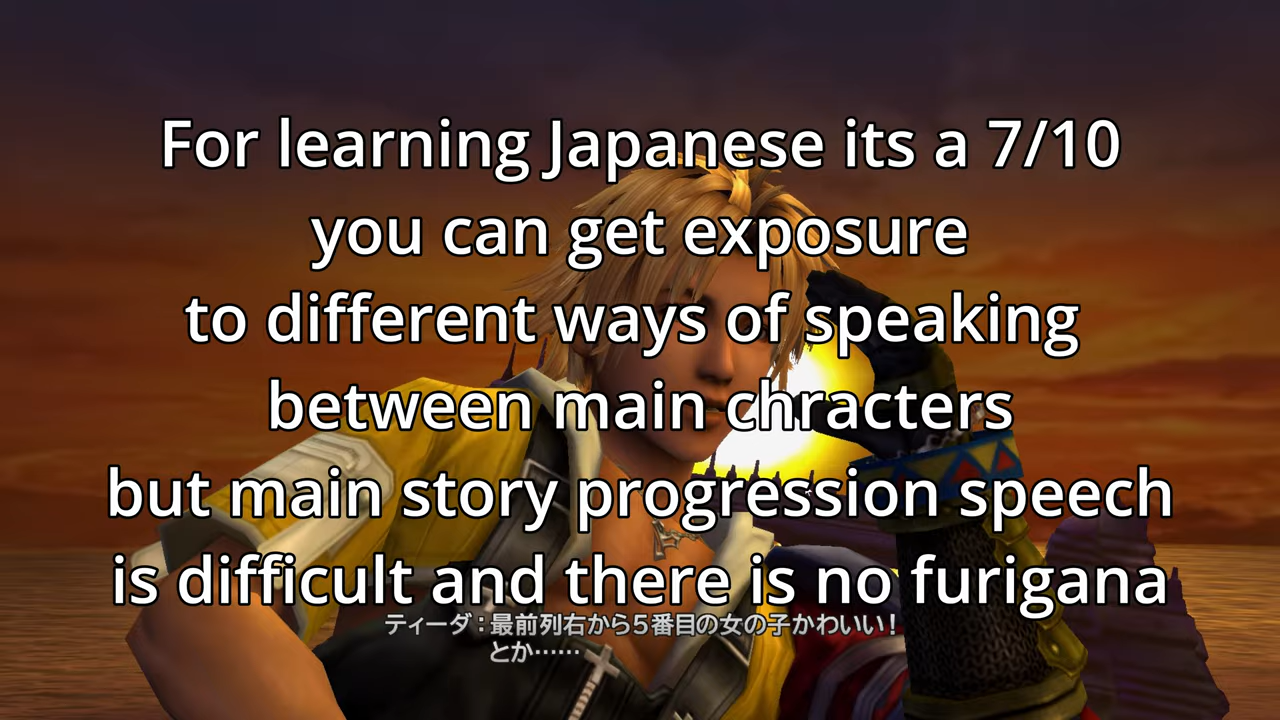 For learning Japanese its a 7/10
you can get exposure
to different ways of speaking
between main chracters
but main story progression speech
is difficult and there is no furigana
ティーダ：最前列右から5番目の女の子かわいい！
とか……